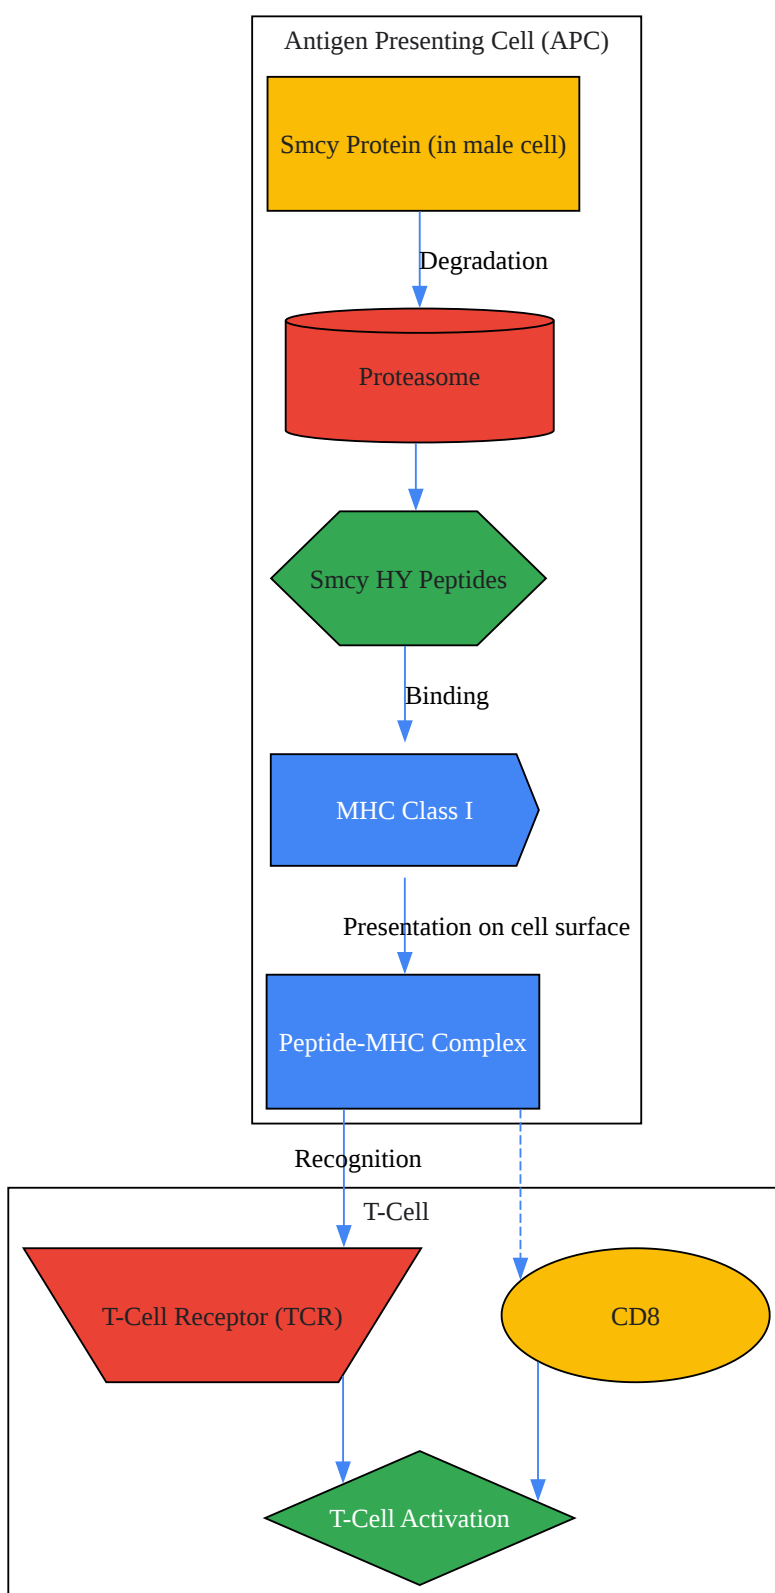 Antigen Presenting Cell (APC)
Smcy Protein (in male cell)
Degradation
Proteasome
Smcy HY Peptides
Binding
MHC Class I
Presentation on cell surface
Peptide-MHC Complex
Recognition
T-Cell
T-Cell Receptor (TCR)
CD8
T-Cell Activation